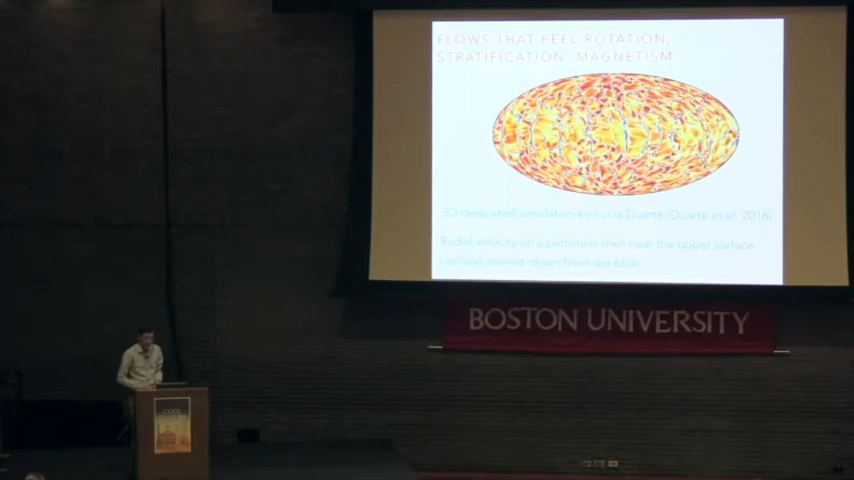 FLOWS THAT FEEL ROTATION,
STRATIFICATION, MAGNETISM
3D deep shell simulation by Lucia Duarte (Duarte et al. 2016)
Radial velocity on a particular shell near the upper surface
Upflows are red; down flows are blue
BOSTON UNIVERSITY
COOL